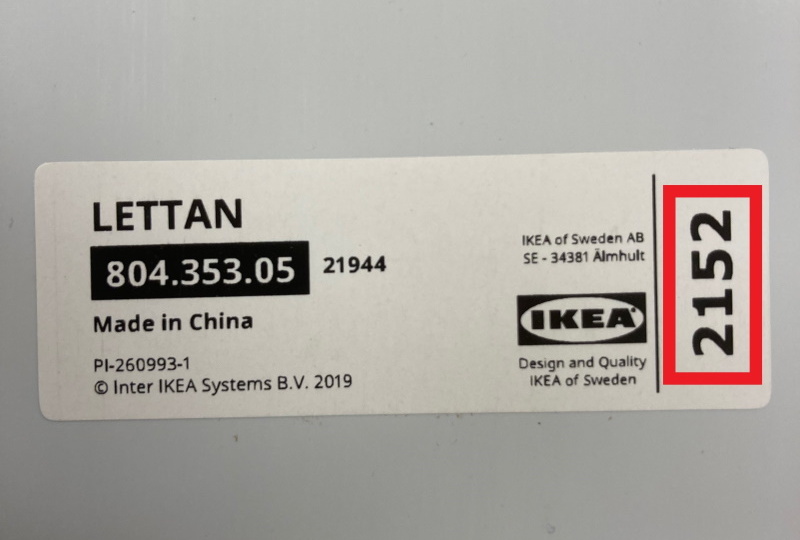 LETTAN
804.353.05 21944
Made in China
PI-260993-1
© Inter IKEA Systems B.V. 2019
IKEA of Sweden AB
SE - 34381 Älmhult
IKEA
Design and Quality
IKEA of Sweden
2152